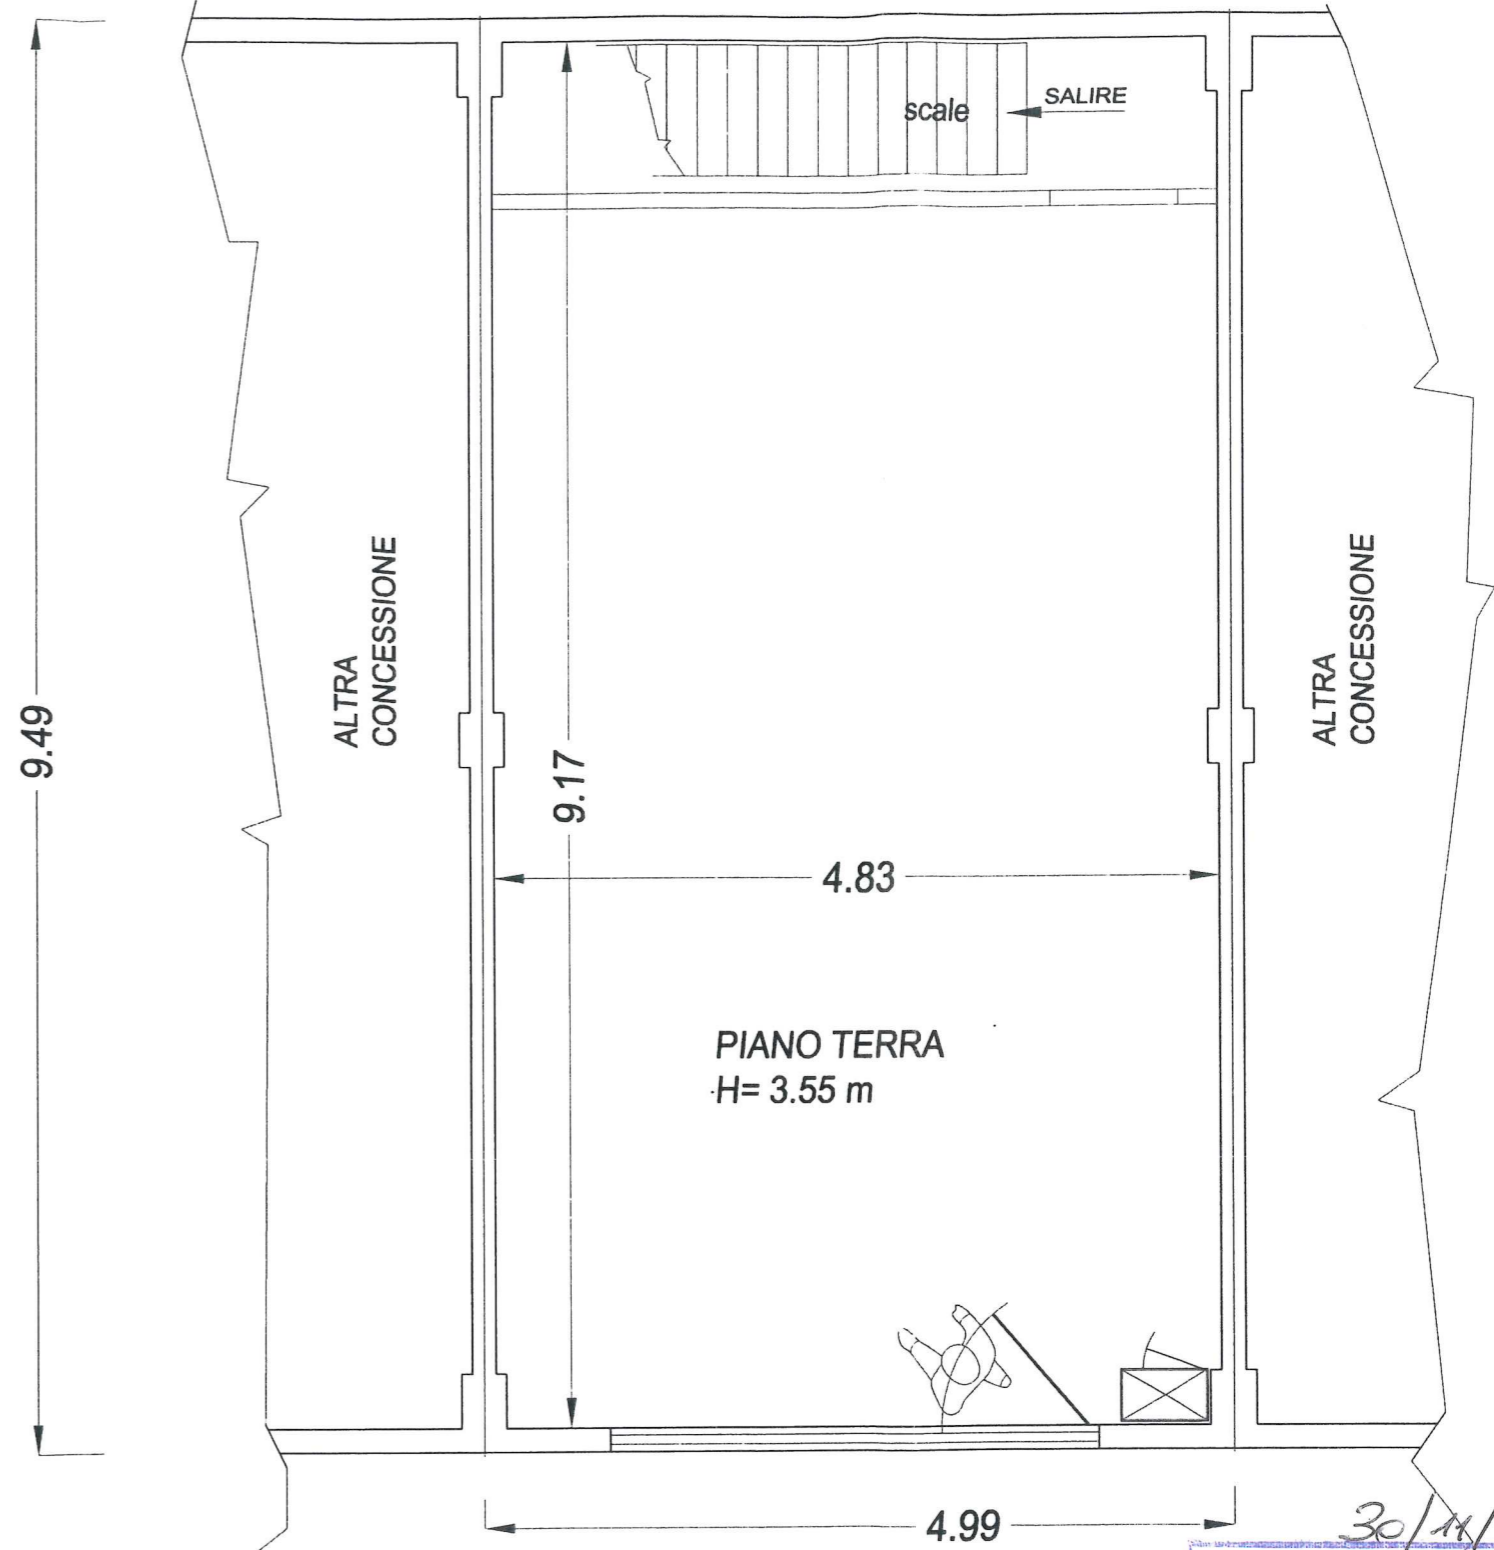 scale
SALIRE
ALTRA
CONCESSIONE
ALTRA
CONCESSIONE
9.49
9.17
4.83
PIANO TERRA
H= 3.55 m
4.99
30/11/